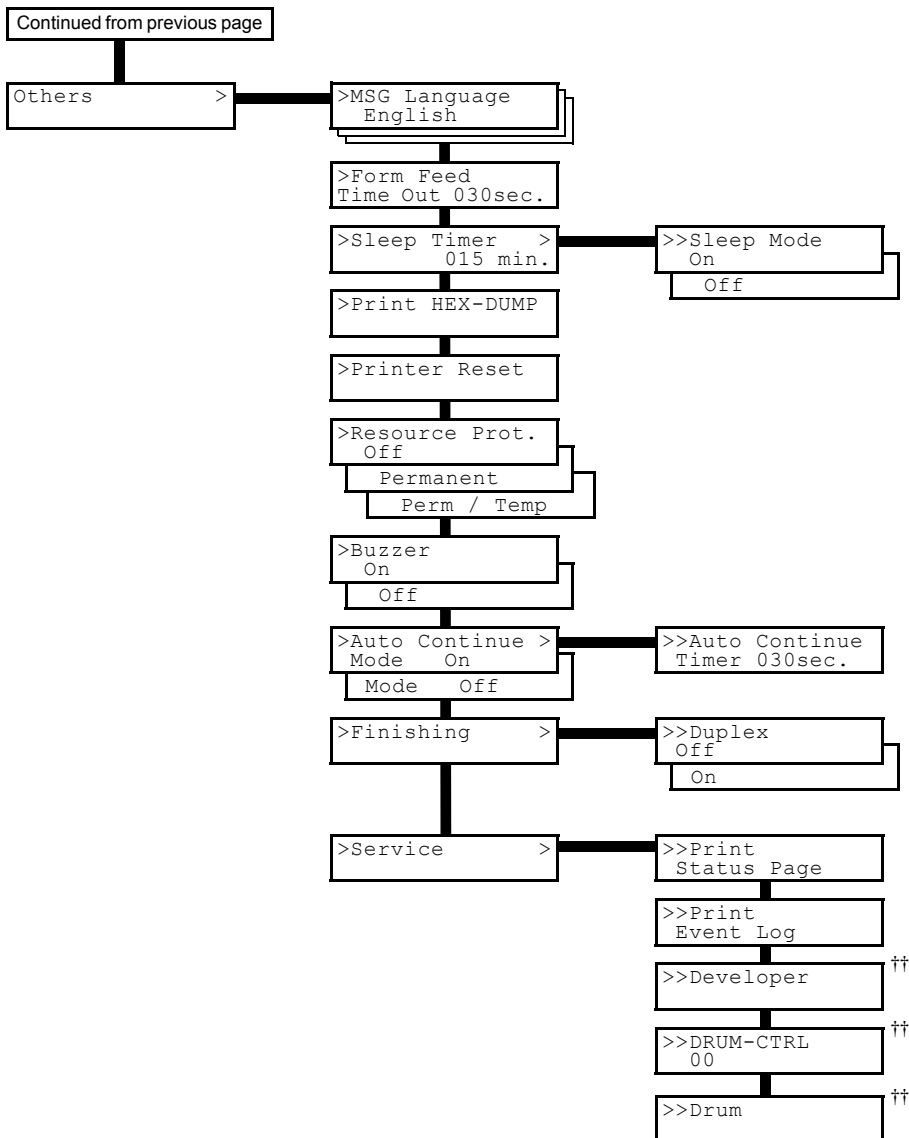 Continued from previous page
Others >
>MSG Language
English
>Form Feed
Time Out 030sec.
>Sleep Timer >
015 min.
>>Sleep Mode
On
Off
>Print HEX-DUMP
>Printer Reset
>Resource Prot.
Off
Permanent
Perm / Temp
>Buzzer
On
Off
>Auto Continue >
Mode On
Mode Off
>>Auto Continue
Timer 030sec.
>Finishing >
>>Duplex
Off
On
>Service >
>>Print
Status Page
>>Print
Event Log
>>Developer ††
>>DRUM-CTRL ††
00
>>Drum ††